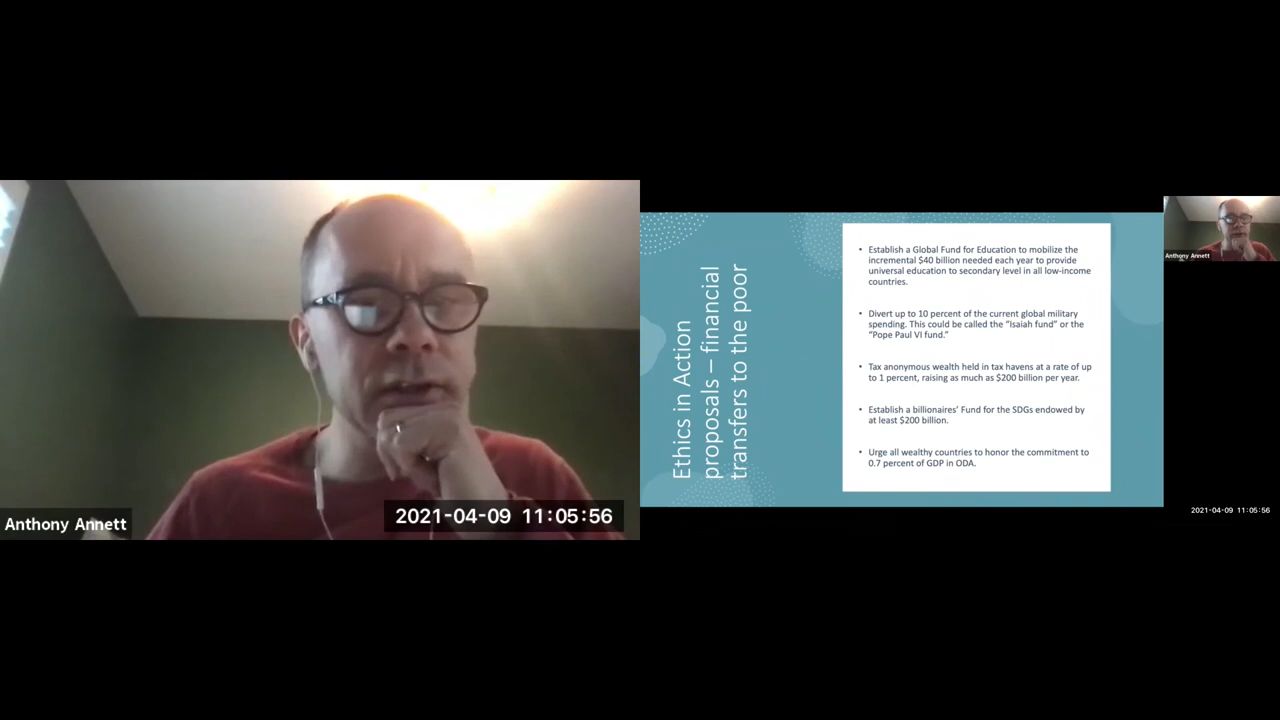 Anthony Annett
2021-04-09 11:05:56
Ethics in Action
proposals – financial
transfers to the poor
• Establish a Global Fund for Education to mobilize the
incremental $40 billion needed each year to provide
universal education to secondary level in all low-income
countries.
• Divert up to 10 percent of the current global military
spending. This could be called the “Isaiah fund” or the
“Pope Paul VI fund.”
• Tax anonymous wealth held in tax havens at a rate of up
to 1 percent, raising as much as $200 billion per year.
• Establish a billionaires’ Fund for the SDGs endowed by
at least $200 billion.
• Urge all wealthy countries to honor the commitment to
0.7 percent of GDP in ODA.
Anthony Annett
2021-04-09 11:05:56